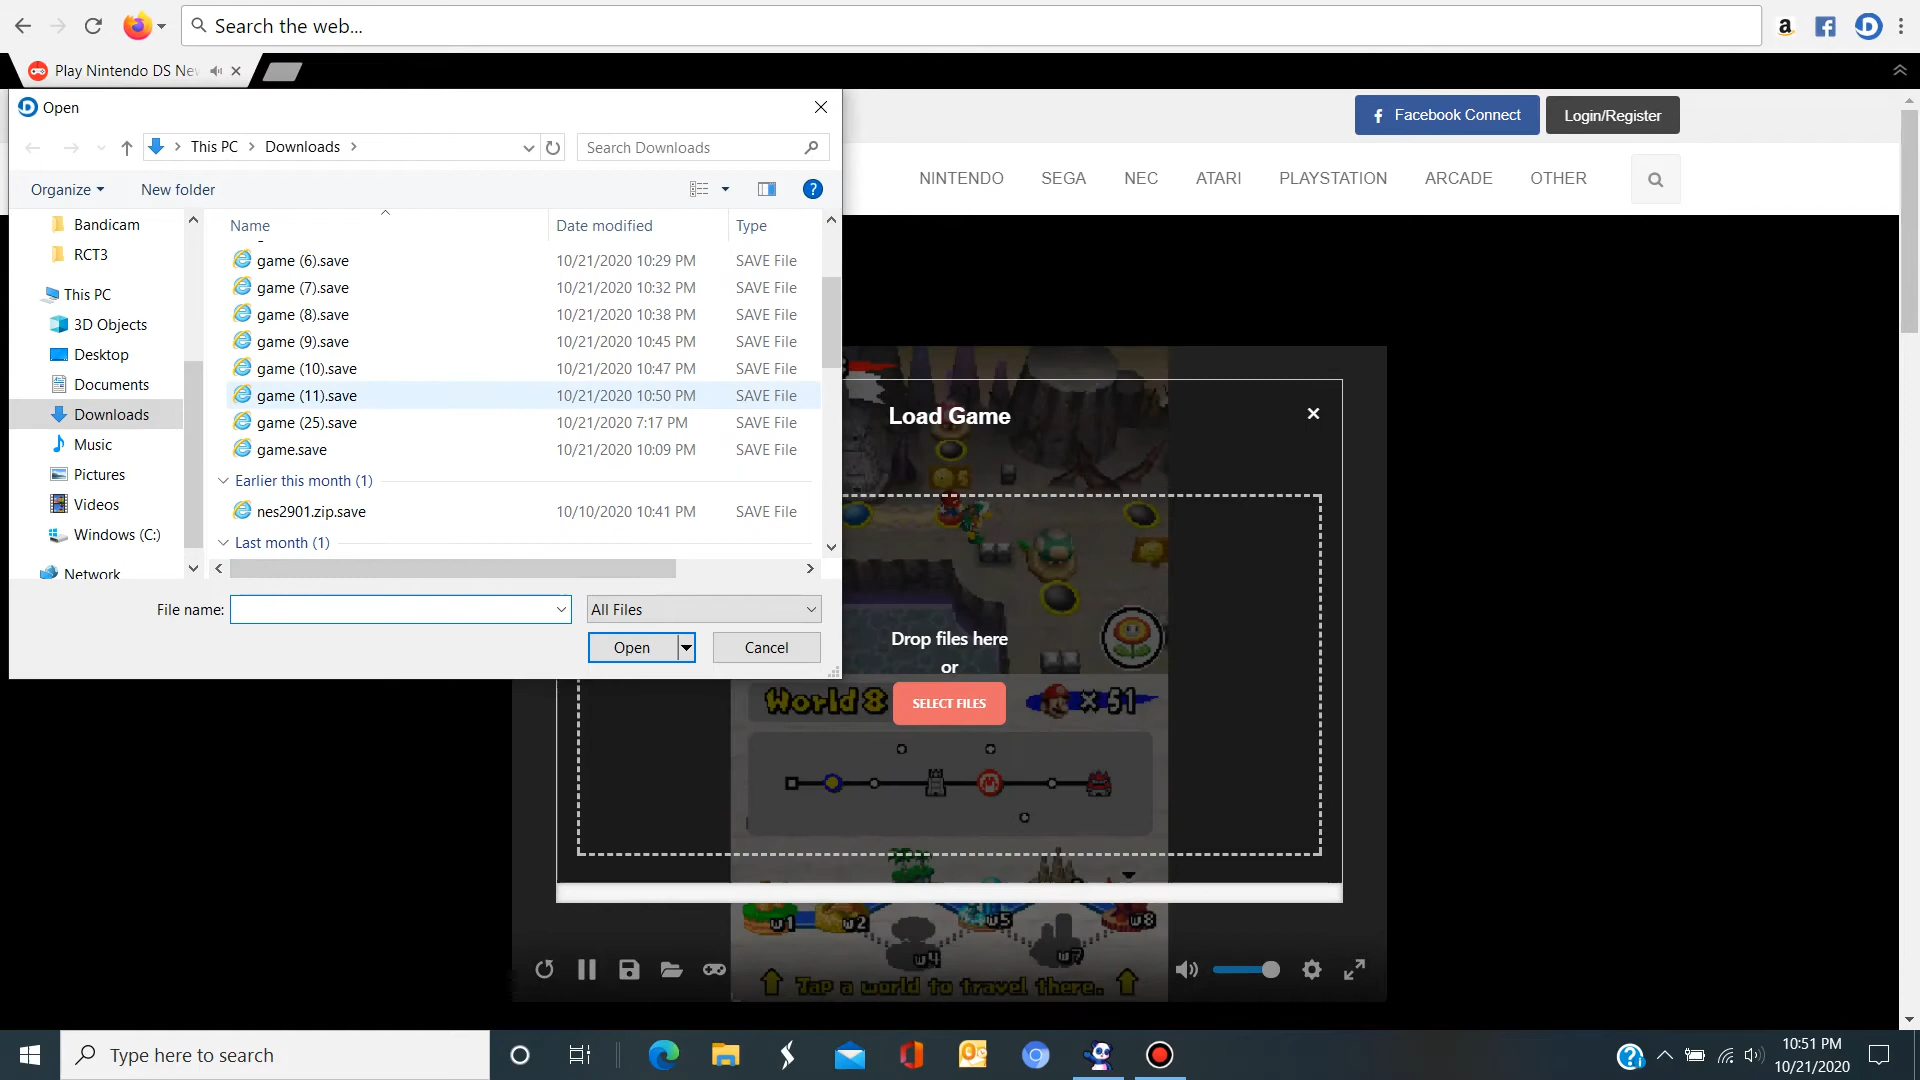 Search the web...
a
Play Nintendo DS Nev
Open
This PC
Downloads
Search Downloads
Organize
New folder
?
Bandicam
RCT3
This PC
3D Objects
Desktop
Documents
Downloads
Music
Pictures
Videos
Windows (C:)
Network
Name
Date modified
Type
game (6).save 10/21/2020 10:29 PM SAVE File
game (7).save 10/21/2020 10:32 PM SAVE File
game (8).save 10/21/2020 10:38 PM SAVE File
game (9).save 10/21/2020 10:45 PM SAVE File
game (10).save 10/21/2020 10:47 PM SAVE File
game (11).save 10/21/2020 10:50 PM SAVE File
game (25).save 10/21/2020 7:17 PM SAVE File
game.save 10/21/2020 10:09 PM SAVE File
Earlier this month (1)
nes2901.zip.save 10/10/2020 10:41 PM SAVE File
Last month (1)
File name:
All Files
Open
Cancel
Facebook Connect
Login/Register
NINTENDO
SEGA
NEC
ATARI
PLAYSTATION
ARCADE
OTHER
Load Game
Drop files here
or
SELECT FILES
World 8
x 51
w1
w2
w4
w5
w7
w8
Tap a world to travel there.
Type here to search
10:51 PM
10/21/2020